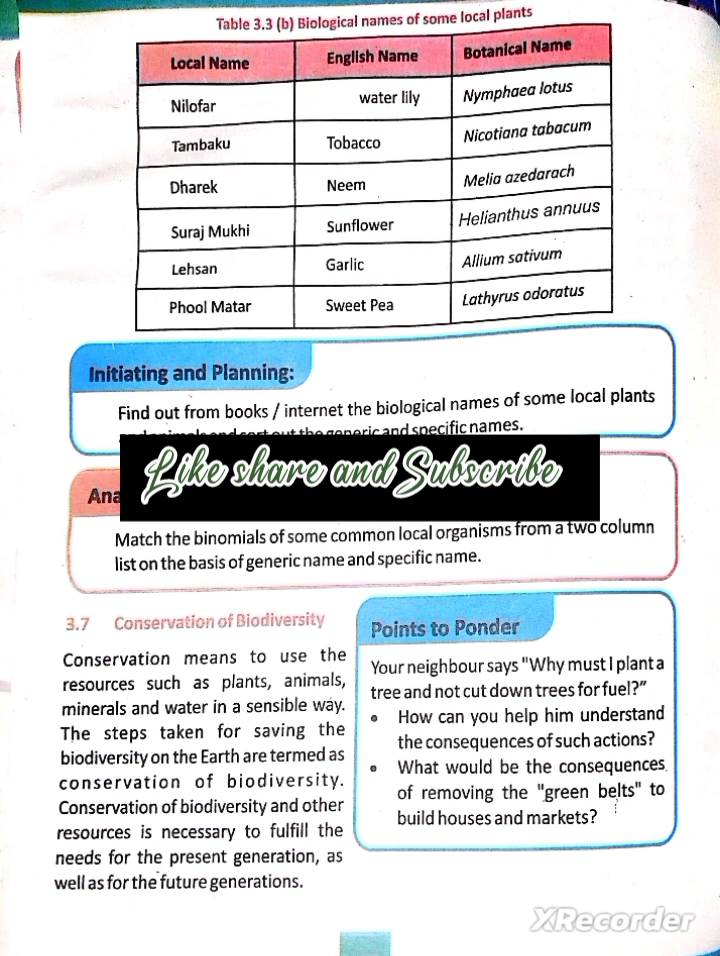 Table 3.3 (b) Biological names of some local plants
Local Name English Name Botanical Name
Nilofar water lily Nymphaea lotus
Tambaku Tobacco Nicotiana tabacum
Dharek Neem Melia azedarach
Suraj Mukhi Sunflower Helianthus annuus
Lehsan Garlic Allium sativum
Phool Matar Sweet Pea Lathyrus odoratus
Initiating and Planning:
Find out from books / internet the biological names of some local plants
out the generic and specific names.
Like share and Subscribe
Match the binomials of some common local organisms from a two column
list on the basis of generic name and specific name.
3.7 Conservation of Biodiversity
Conservation means to use the
resources such as plants, animals,
minerals and water in a sensible way.
The steps taken for saving the
biodiversity on the Earth are termed as
conservation of biodiversity.
Conservation of biodiversity and other
resources is necessary to fulfill the
needs for the present generation, as
well as for the future generations.
Points to Ponder
Your neighbour says "Why must I plant a
tree and not cut down trees for fuel?"
• How can you help him understand
the consequences of such actions?
• What would be the consequences
of removing the "green belts" to
build houses and markets?
XRecorder